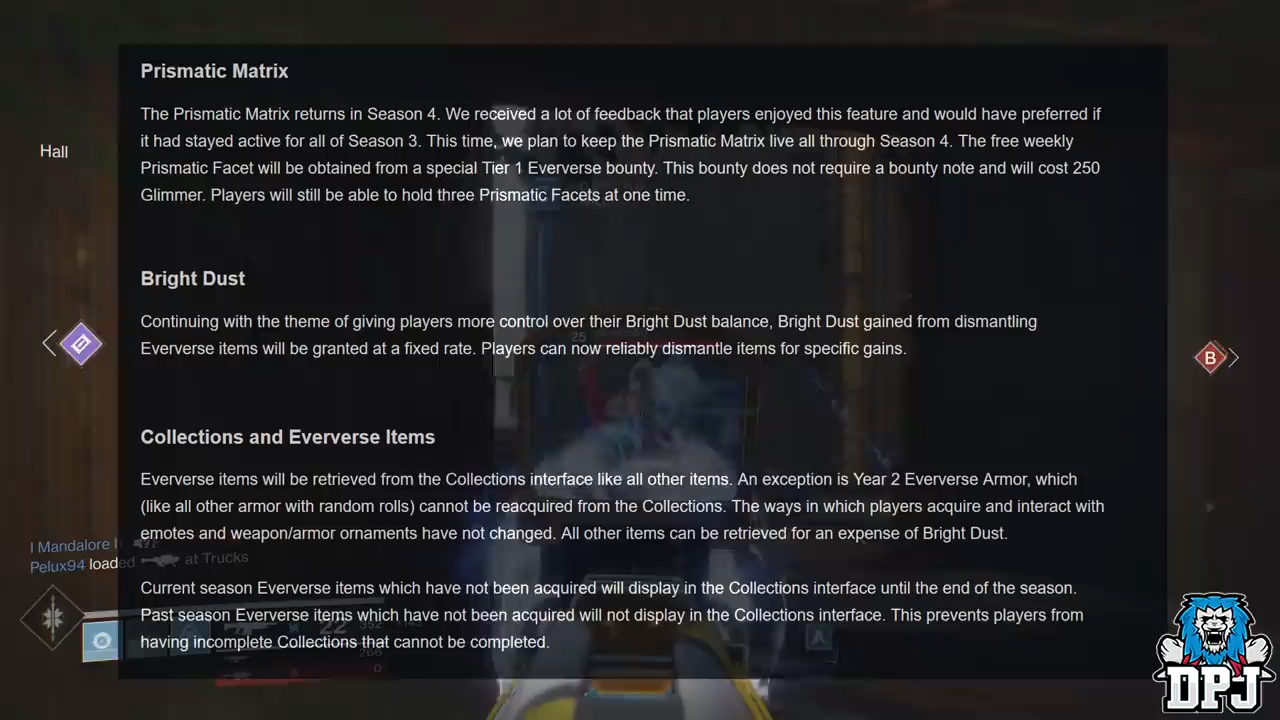 Prismatic Matrix
The Prismatic Matrix returns in Season 4. We received a lot of feedback that players enjoyed this feature and would have preferred if
it had stayed active for all of Season 3. This time, we plan to keep the Prismatic Matrix live all through Season 4. The free weekly
Prismatic Facet will be obtained from a special Tier 1 Eververse bounty. This bounty does not require a bounty note and will cost 250
Glimmer. Players will still be able to hold three Prismatic Facets at one time.
Hall
Bright Dust
Continuing with the theme of giving players more control over their Bright Dust balance, Bright Dust gained from dismantling
Eververse items will be granted at a fixed rate. Players can now reliably dismantle items for specific gains.
25
B
Collections and Eververse Items
Eververse items will be retrieved from the Collections interface like all other items. An exception is Year 2 Eververse Armor, which
(like all other armor with random rolls) cannot be reacquired from the Collections. The ways in which players acquire and interact with
emotes and weapon/armor ornaments have not changed. All other items can be retrieved for an expense of Bright Dust.
I Mandalore
Pelux94 loaded at Trucks
Current season Eververse items which have not been acquired will display in the Collections interface until the end of the season.
Past season Eververse items which have not been acquired will not display in the Collections interface. This prevents players from
having incomplete Collections that cannot be completed.
22
266
0
A
DPJ